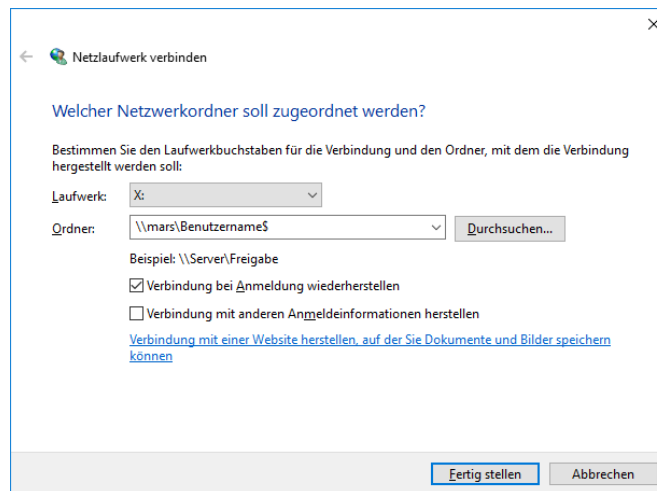 Netzlaufwerk verbinden
Welcher Netzwerkordner soll zugeordnet werden?
Bestimmen Sie den Laufwerkbuchstaben für die Verbindung und den Ordner, mit dem die Verbindung
hergestellt werden soll:
Laufwerk: X:
Ordner: \\mars\Benutzername$ Durchsuchen...
Beispiel: \\Server\Freigabe
Verbindung bei Anmeldung wiederherstellen
Verbindung mit anderen Anmeldeinformationen herstellen
Verbindung mit einer Website herstellen, auf der Sie Dokumente und Bilder speichern
können
Fertig stellen Abbrechen